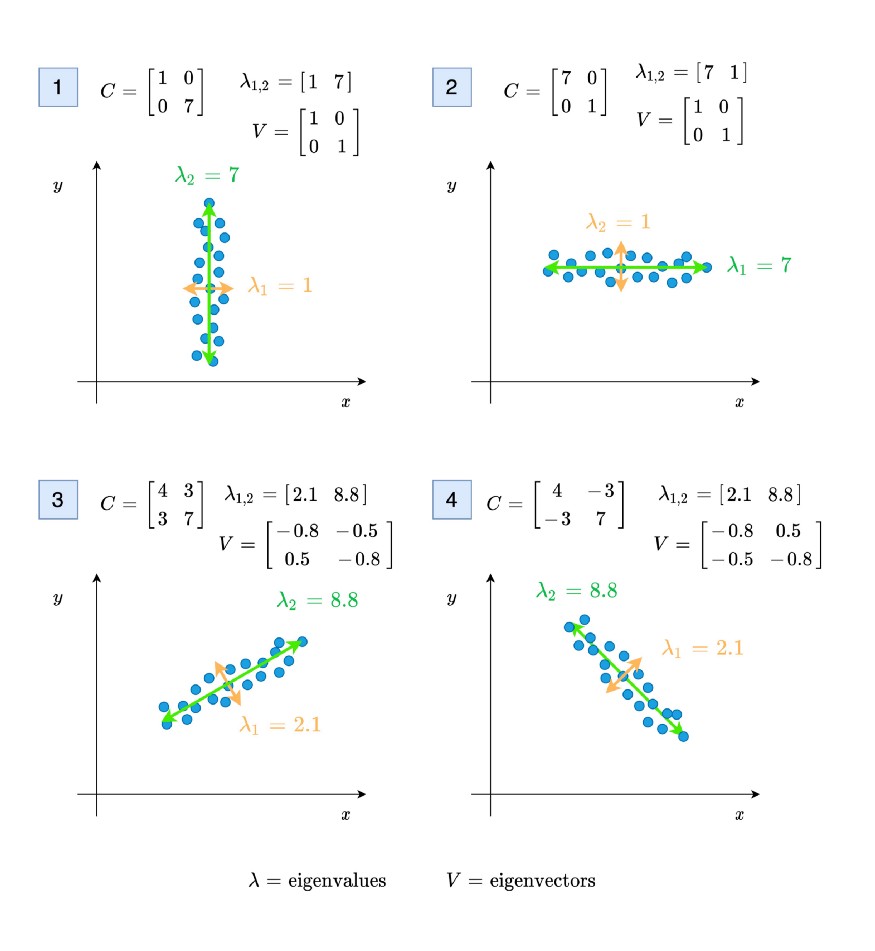 1
C = [1 0
0 7]
λ1,2 = [1 7]
V = [1 0
0 1]
y
λ2 = 7
λ1 = 1
x
2
C = [7 0
0 1]
λ1,2 = [7 1]
V = [1 0
0 1]
y
λ2 = 1
λ1 = 7
x
3
C = [4 3
3 7]
λ1,2 = [2.1 8.8]
V = [−0.8 −0.5
0.5 −0.8]
y
λ2 = 8.8
λ1 = 2.1
x
4
C = [4 −3
−3 7]
λ1,2 = [2.1 8.8]
V = [−0.8 0.5
−0.5 −0.8]
y
λ2 = 8.8
λ1 = 2.1
x
λ = eigenvalues
V = eigenvectors